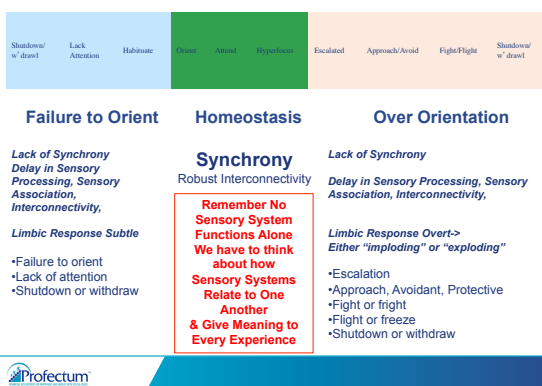 Shutdown/
w' drawl
Lack
Attention
Habituate
Orient
Attend
Hyperfocus
Escalated
Approach/Avoid
Fight/Flight
Shutdown/
w' drawl
Failure to Orient
Homeostasis
Over Orientation
Lack of Synchrony
Delay in Sensory
Processing, Sensory
Association,
Interconnectivity,
Limbic Response Subtle
•Failure to orient
•Lack of attention
•Shutdown or withdraw
Synchrony
Robust Interconnectivity
Remember No
Sensory System
Functions Alone
We have to think
about how
Sensory Systems
Relate to One
Another
& Give Meaning to
Every Experience
Lack of Synchrony
Delay in Sensory Processing, Sensory
Association, Interconnectivity,
Limbic Response Overt->
Either “imploding” or “exploding”
•Escalation
•Approach, Avoidant, Protective
•Fight or fright
•Flight or freeze
•Shutdown or withdraw
Profectum